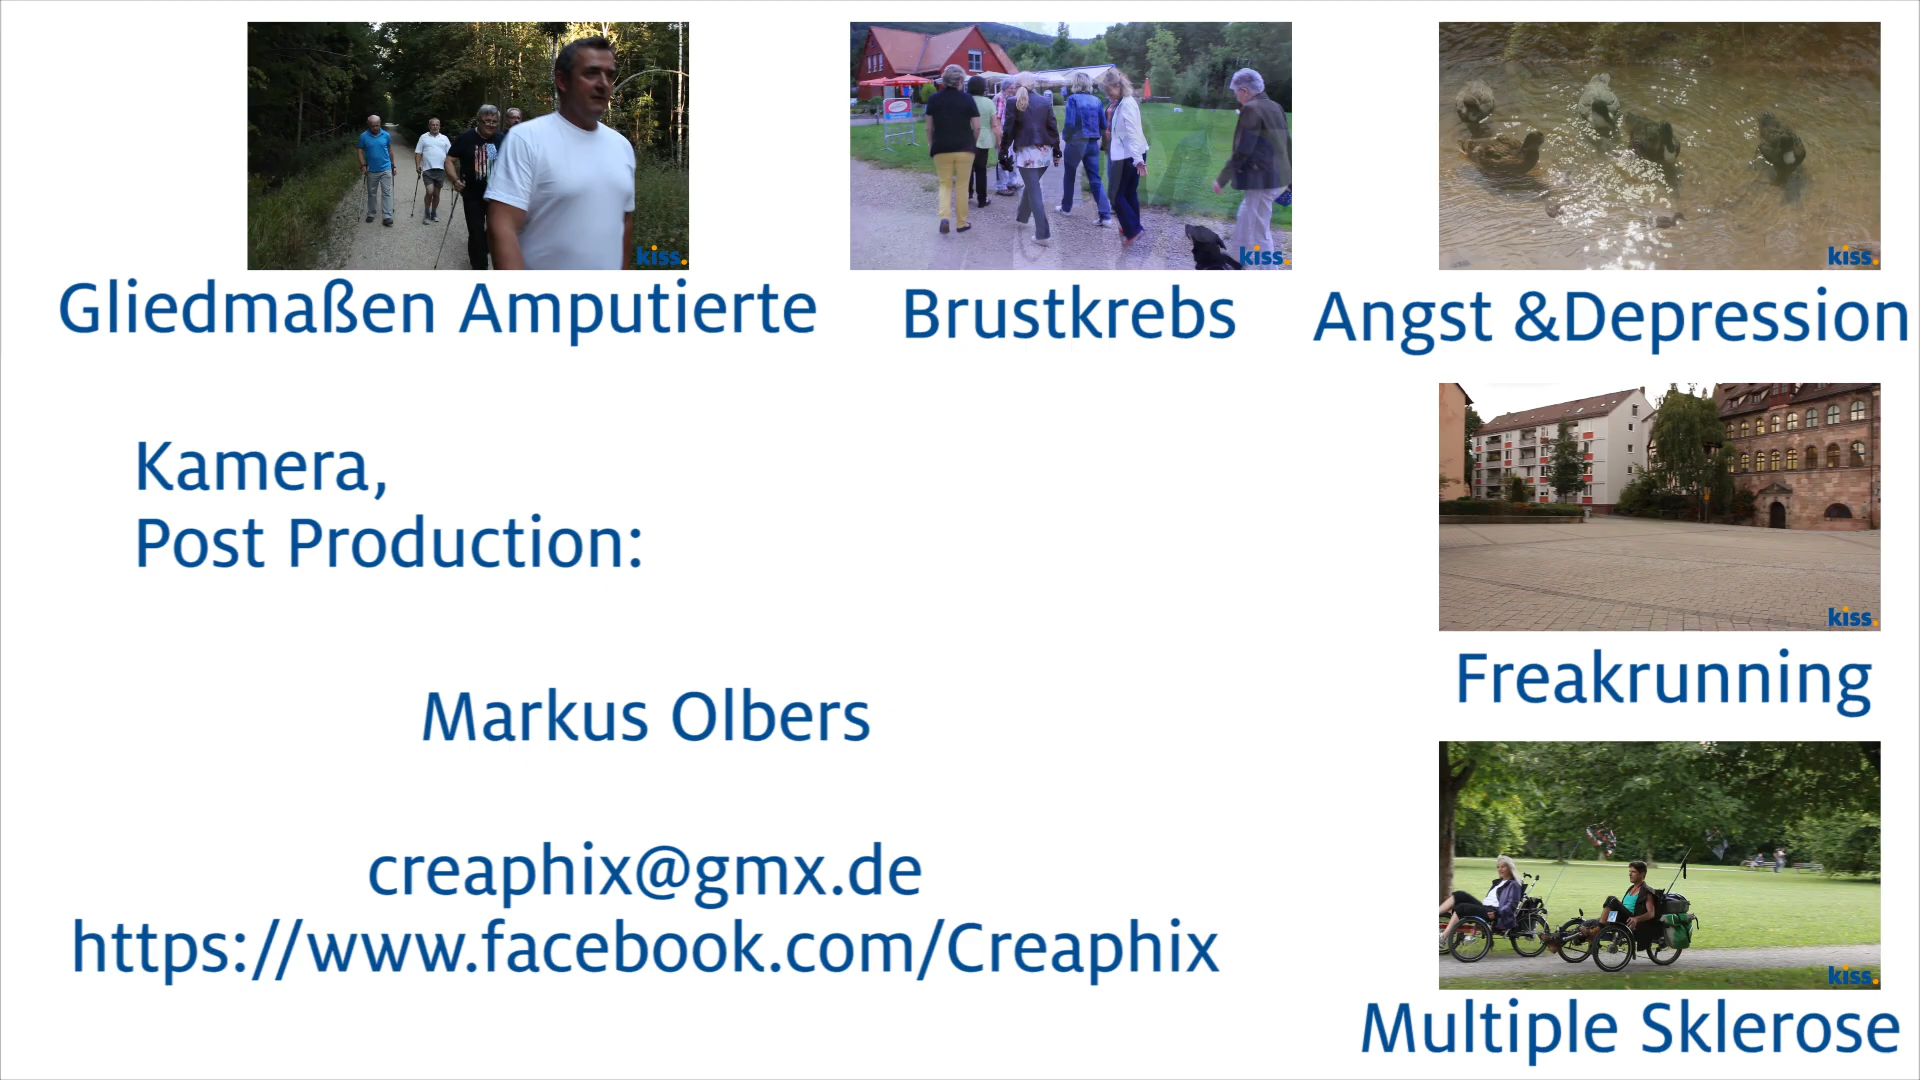 kiss.
kiss.
kiss.
Gliedmaßen Amputierte
Brustkrebs
Angst &Depression
Kamera,
Post Production:
kiss.
Freakrunning
Markus Olbers
creaphix@gmx.de
https://www.facebook.com/Creaphix
kiss.
Multiple Sklerose